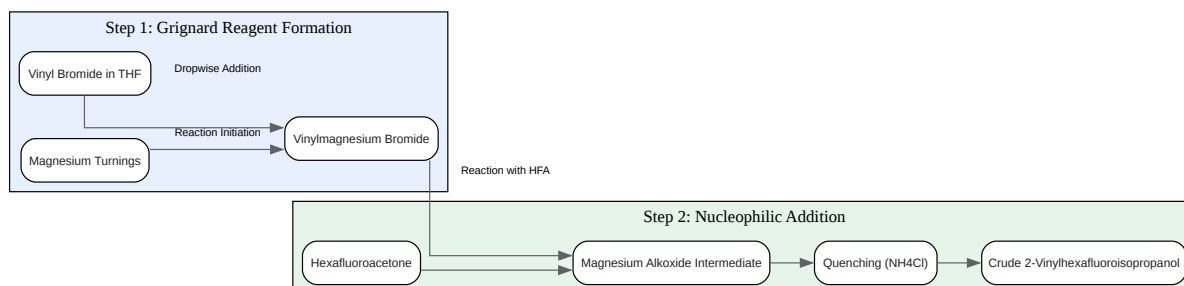 Step 1: Grignard Reagent Formation
Vinyl Bromide in THF
Dropwise Addition
Reaction Initiation
Vinylmagnesium Bromide
Magnesium Turnings
Reaction with HFA
Step 2: Nucleophilic Addition
Hexafluoroacetone
Magnesium Alkoxide Intermediate
Quenching (NH4Cl)
Crude 2-Vinylhexafluoroisopropanol